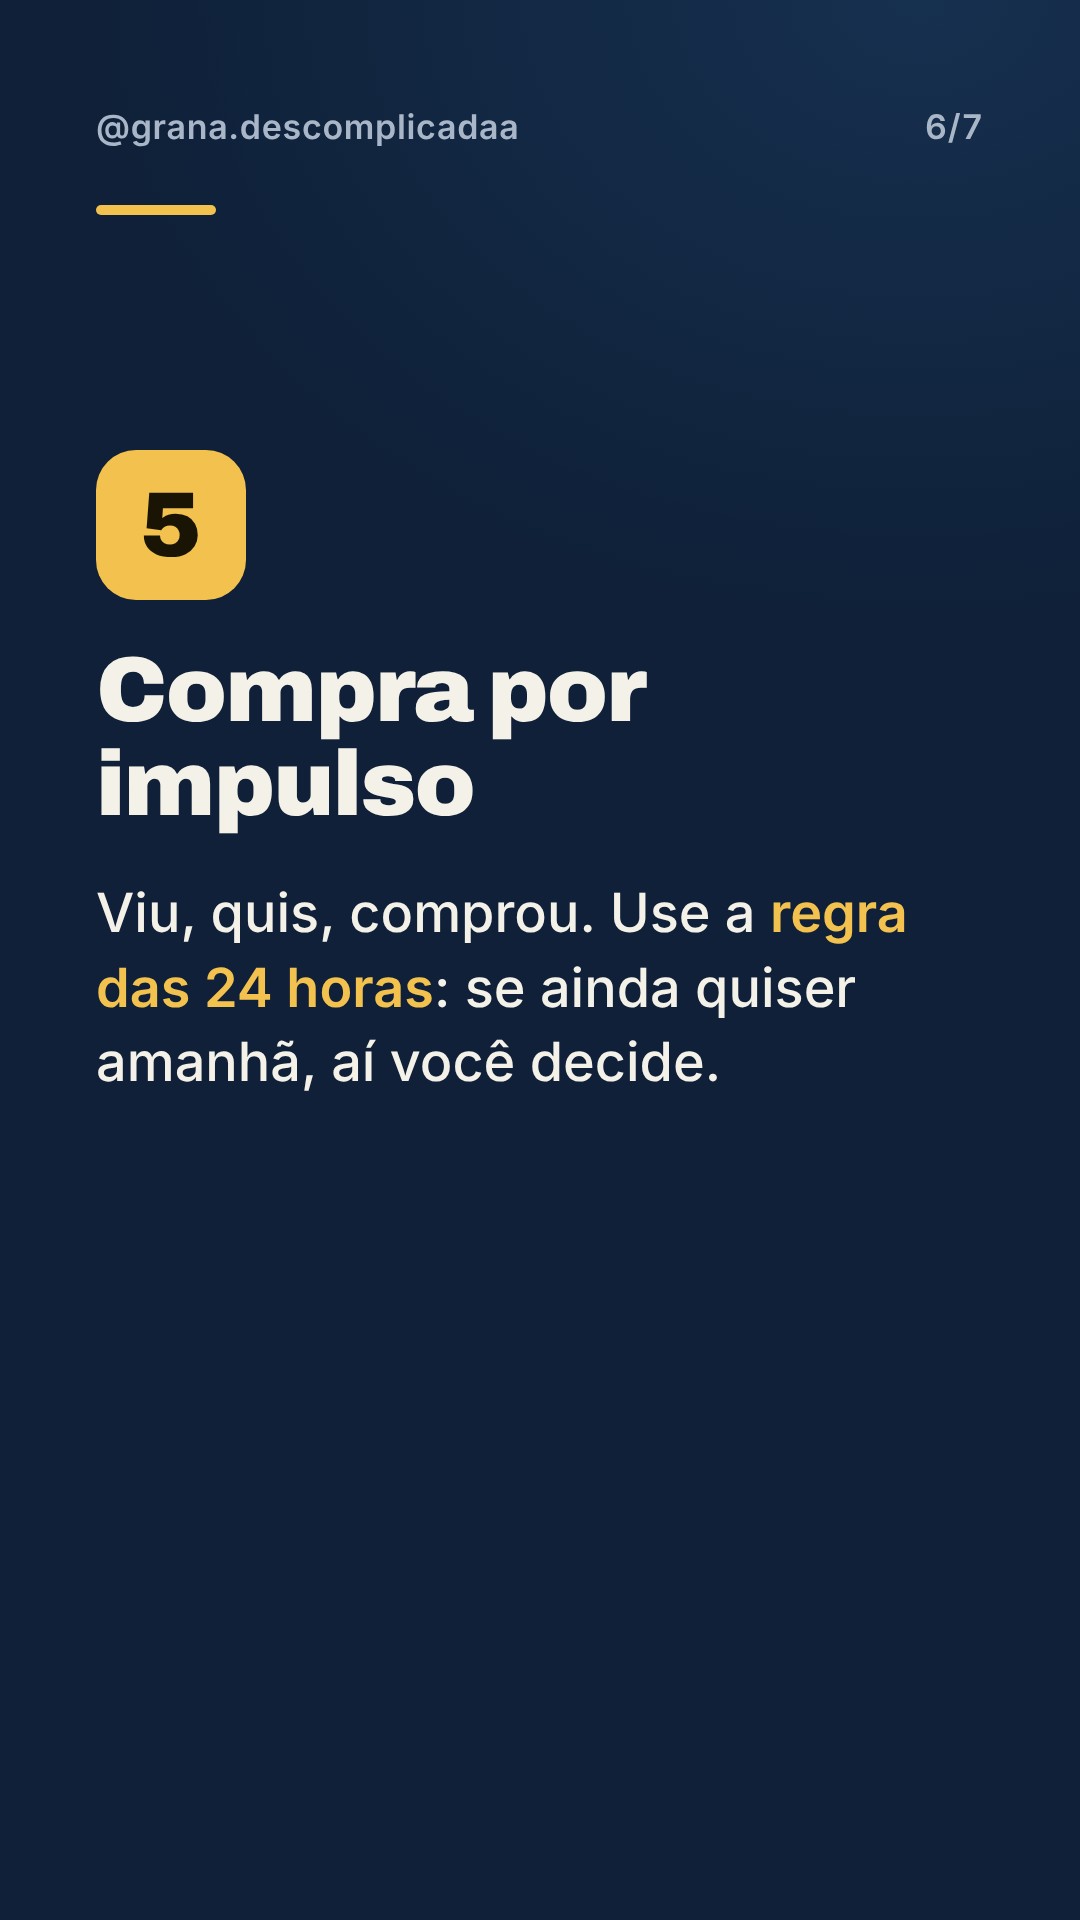 @grana.descomplicadaa
6/7
5
Compra por
impulso
Viu, quis, comprou. Use a regra
das 24 horas: se ainda quiser
amanhã, aí você decide.